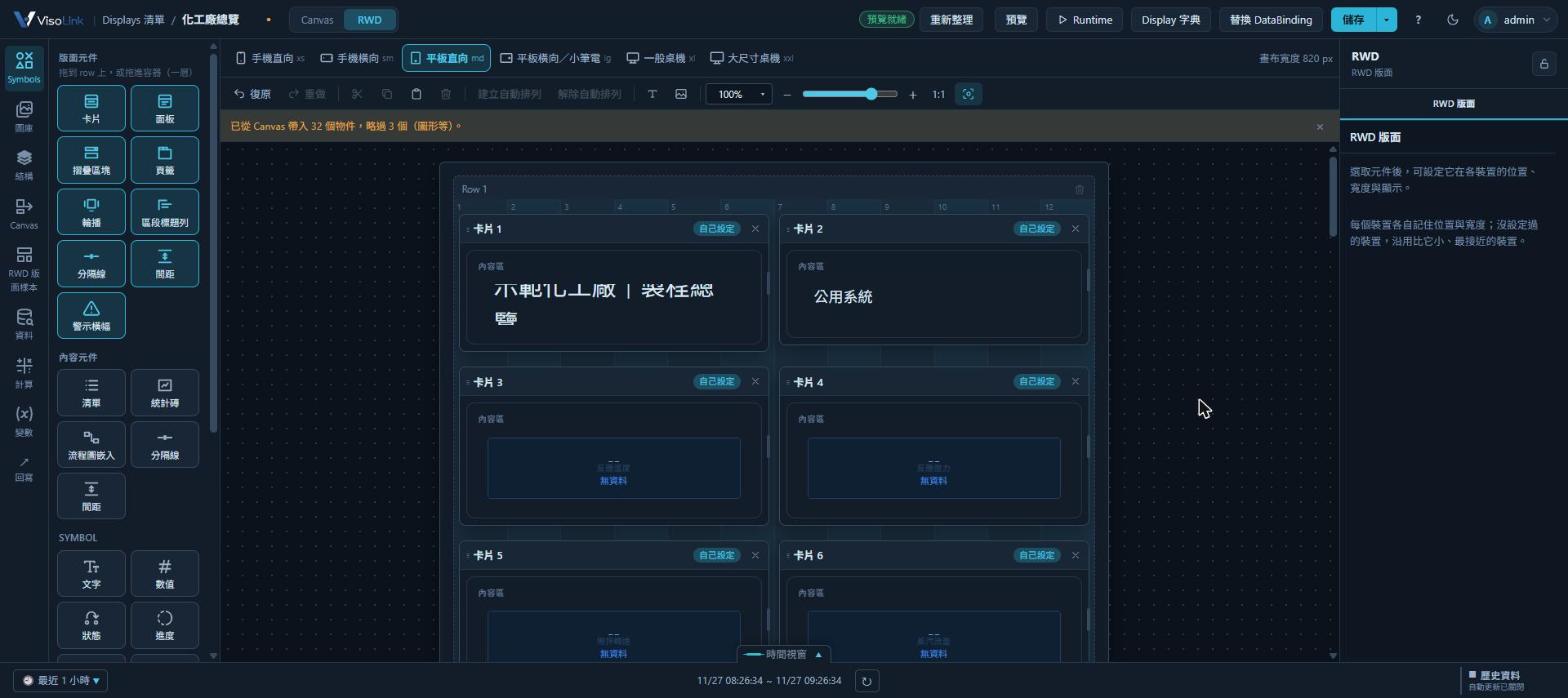 VisoLink
Displays 清單 / 化工廠總覽
Canvas RWD
預覽就緒 重新整理 預覽 Runtime Display 字典 替換 DataBinding 儲存 ? A admin
Symbols
圖庫
結構
Canvas
RWD 版面樣本
資料
計算
變數
回寫
版面元件
拖到 row 上，或拖進容器（一層）
卡片 面板
摺疊區塊 頁籤
輪播 區段標題列
分隔線 間距
警示橫幅
內容元件
清單 統計磚
流程圖嵌入 分隔線
間距
SYMBOL
文字 數值
狀態 進度
手機直向 xs 手機橫向 sm 平板直向 md 平板橫向／小筆電 lg 一般桌機 xl 大尺寸桌機 xxl 畫布寬度 820 px
復原 重做 建立自動排列 解除自動排列 100% 1:1
已從 Canvas 帶入 32 個物件，略過 3 個（圖形等）。
Row 1
1 2 3 4 5 6 7 8 9 10 11 12
卡片 1 自己設定
內容區
示範化工廠｜製程總
覽
卡片 2 自己設定
內容區
公用系統
卡片 3 自己設定
內容區
--
反應溫度
無資料
卡片 4 自己設定
內容區
--
反應壓力
無資料
卡片 5 自己設定
內容區
--
無資料
卡片 6 自己設定
內容區
--
無資料
時間視窗
RWD
RWD 版面
RWD 版面
RWD 版面
選取元件後，可設定它在各裝置的位置、
寬度與顯示。
每個裝置各自記住位置與寬度；沒設定過
的裝置，沿用比它小、最接近的裝置。
最近 1 小時
11/27 08:26:34 ~ 11/27 09:26:34
歷史資料
自動更新已關閉